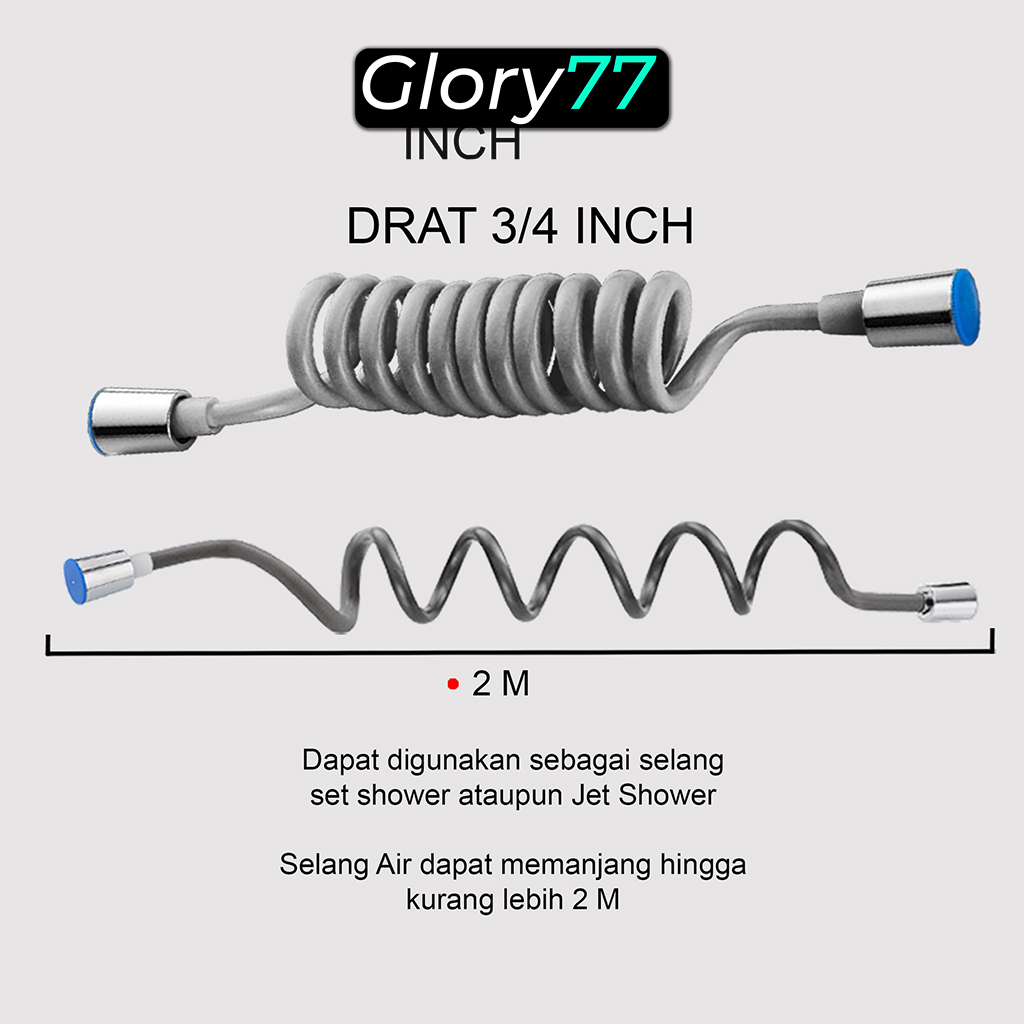 Glory77
INCH
DRAT 3/4 INCH
• 2 M
Dapat digunakan sebagai selang
set shower ataupun Jet Shower
Selang Air dapat memanjang hingga
kurang lebih 2 M